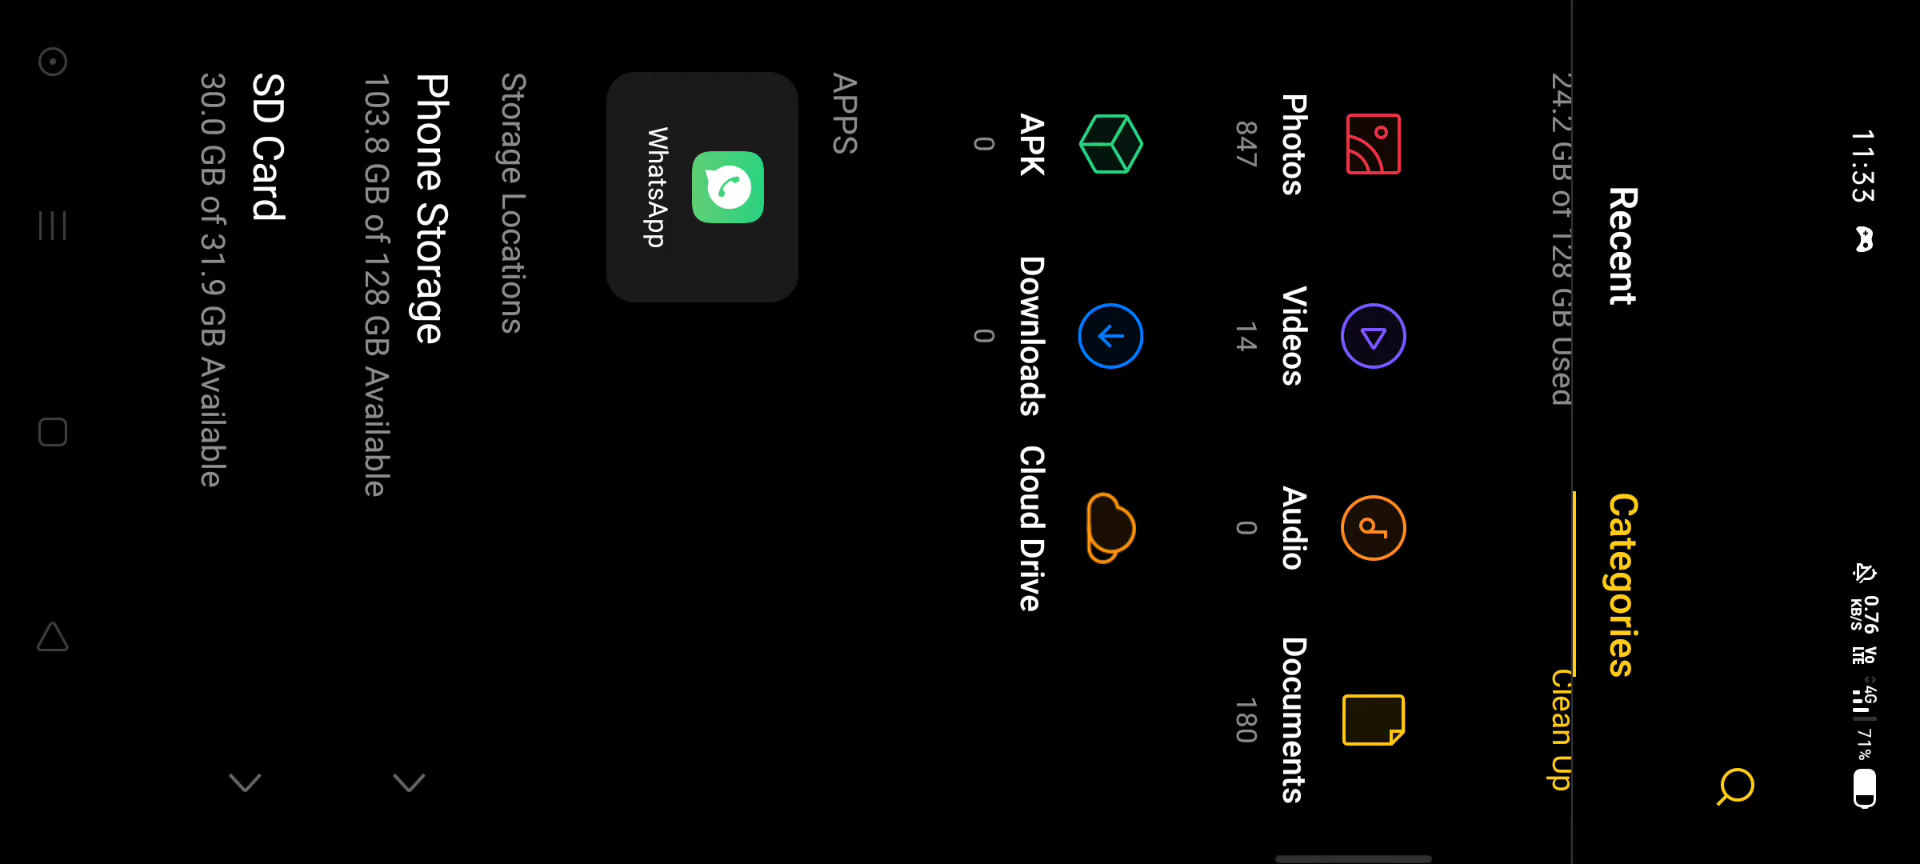 11:33
0.76 KB/S Vo LTE 4G 71%
Recent Categories
24.2 GB of 128 GB Used Clean Up
Photos Videos Audio Documents
847 14 0 180
APK Downloads Cloud Drive
0 0
APPS
WhatsApp
Storage Locations
Phone Storage
103.8 GB of 128 GB Available
SD Card
30.0 GB of 31.9 GB Available